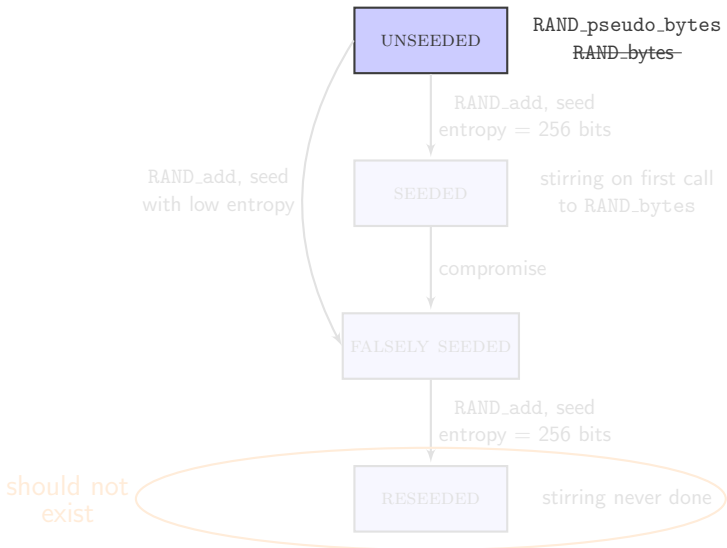 UNSEEDED
RAND_pseudo_bytes
RAND_bytes
RAND_add, seed
entropy = 256 bits
RAND_add, seed
with low entropy
SEEDED
stirring on first call
to RAND_bytes
compromise
FALSELY SEEDED
RAND_add, seed
entropy = 256 bits
should not
exist
RESEEDED
stirring never done